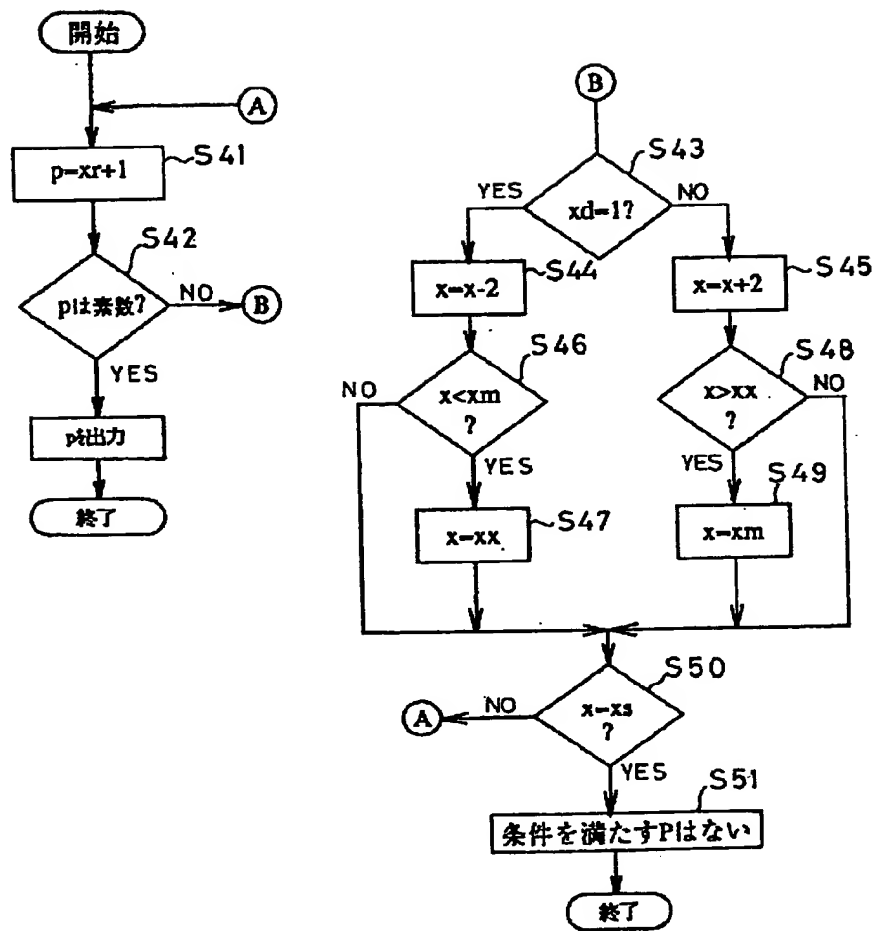 開始
A
p=xr+1
S41
S42
pは素数?
NO
B
YES
pを出力
終了
B
S43
YES
xd=1?
NO
x=x-2
S44
x=x+2
S45
S46
NO
x<xm
?
YES
S48
x>xx
?
NO
YES
x=xx
S47
S49
x=xm
S50
A
NO
x=xs
?
YES
S51
条件を満たすPはない
終了